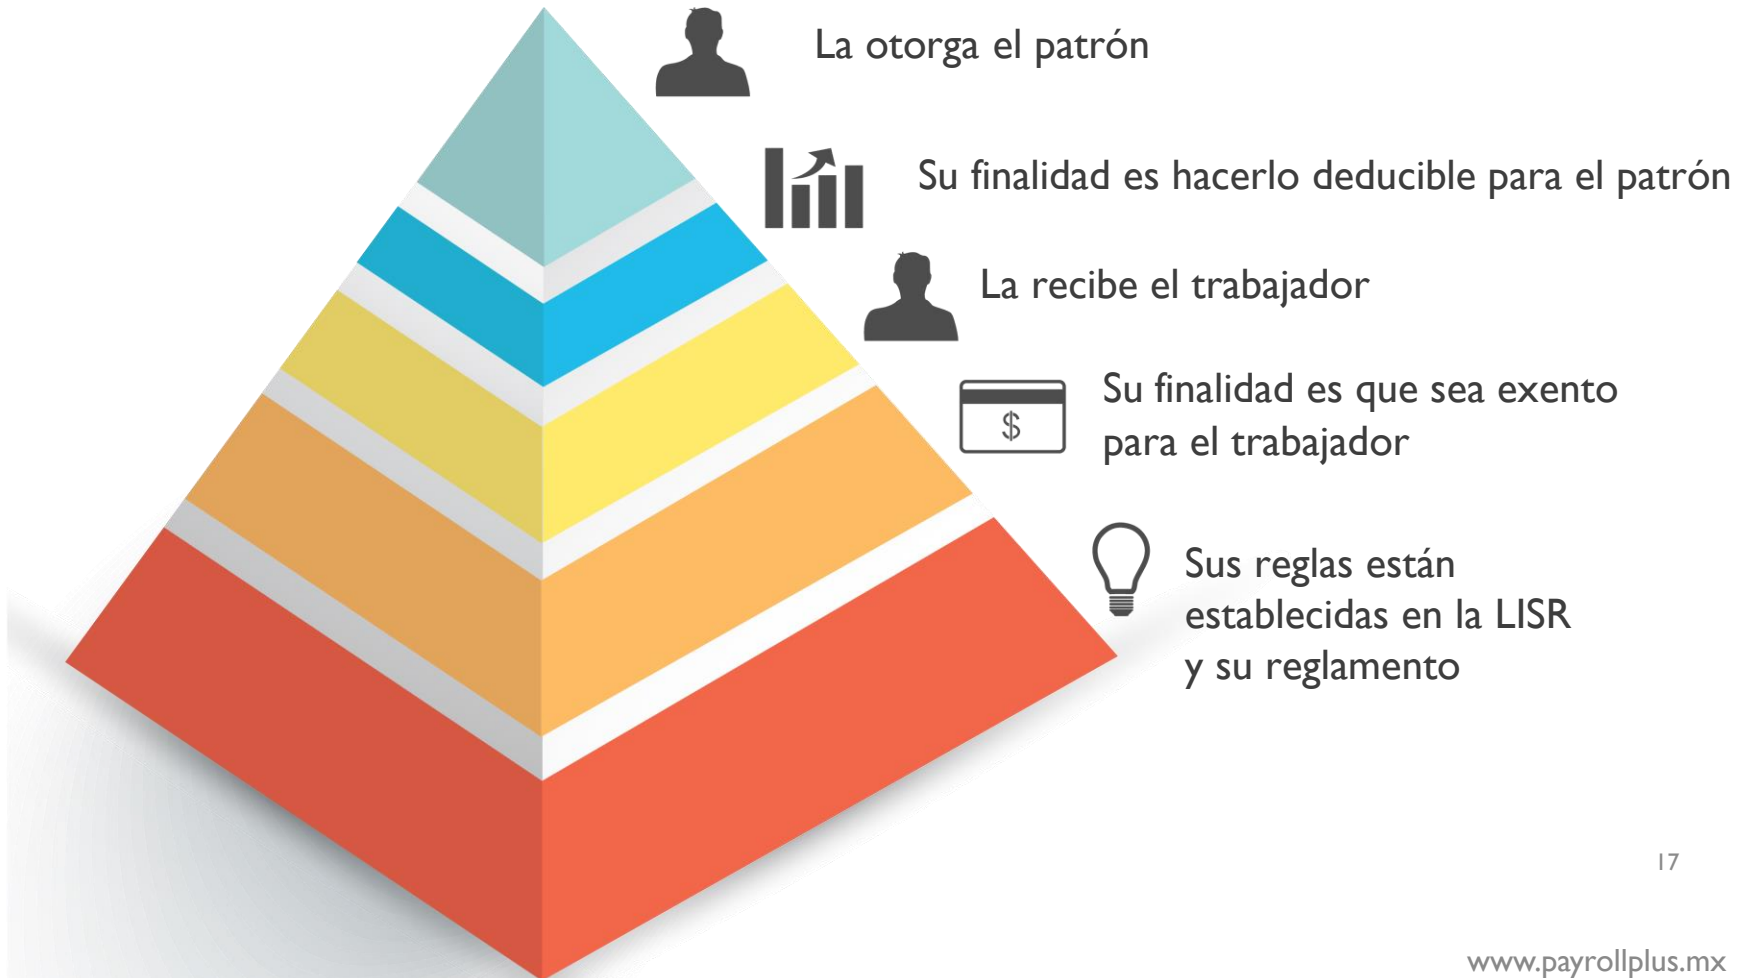 La otorga el patrón
Su finalidad es hacerlo deducible para el patrón
La recibe el trabajador
$
Su finalidad es que sea exento
para el trabajador
Sus reglas están
establecidas en la LISR
y su reglamento
17
www.payrollplus.mx